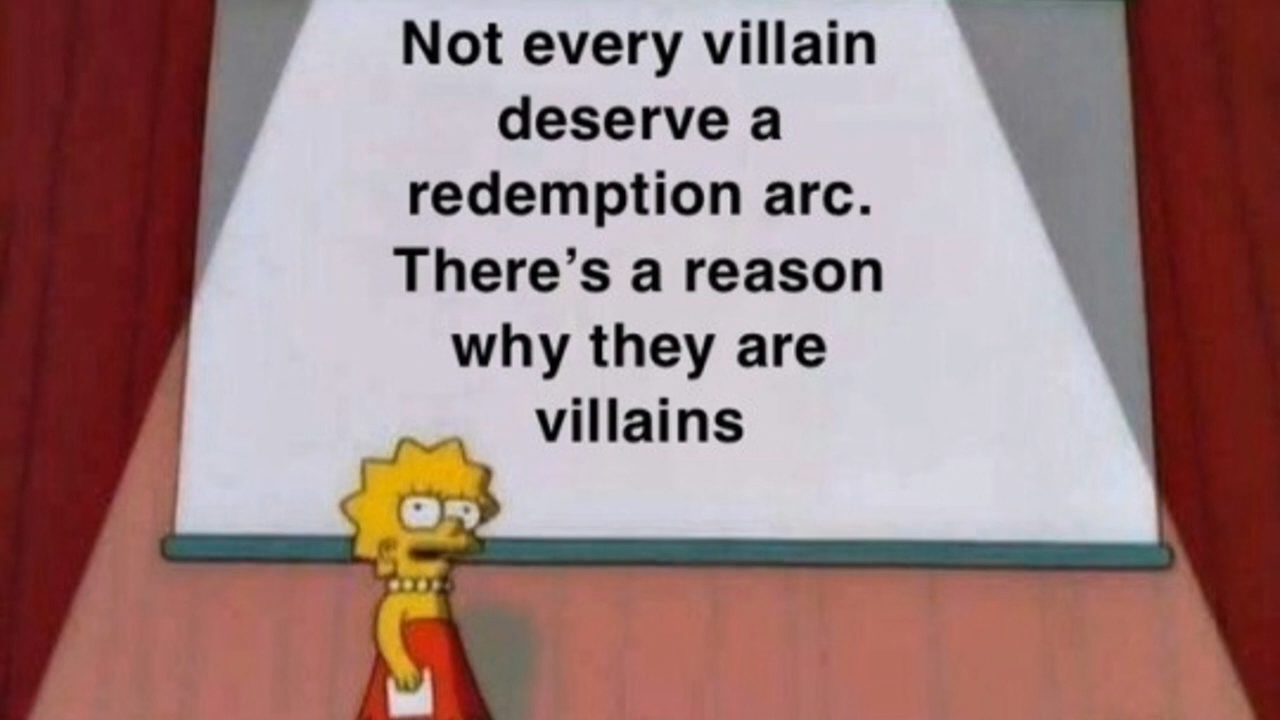 Not every villain
deserve a
redemption arc.
There’s a reason
why they are
villains